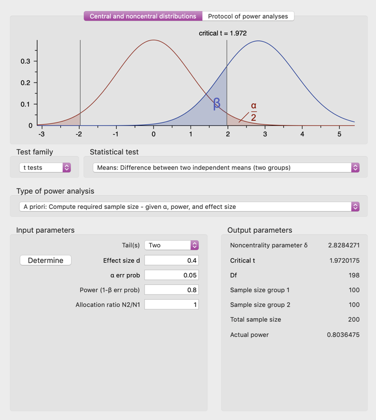 Central and noncentral distributions Protocol of power analyses
critical t = 1.972
0.3
0.2
0.1
0
β
α
2
-3 -2 -1 0 1 2 3 4 5
Test family Statistical test
t tests Means: Difference between two independent means (two groups)
Type of power analysis
A priori: Compute required sample size - given α, power, and effect size
Input parameters Output parameters
Tail(s) Two Noncentrality parameter δ 2.8284271
Determine Effect size d 0.4 Critical t 1.9720175
α err prob 0.05 Df 198
Power (1-β err prob) 0.8 Sample size group 1 100
Allocation ratio N2/N1 1 Sample size group 2 100
Total sample size 200
Actual power 0.8036475